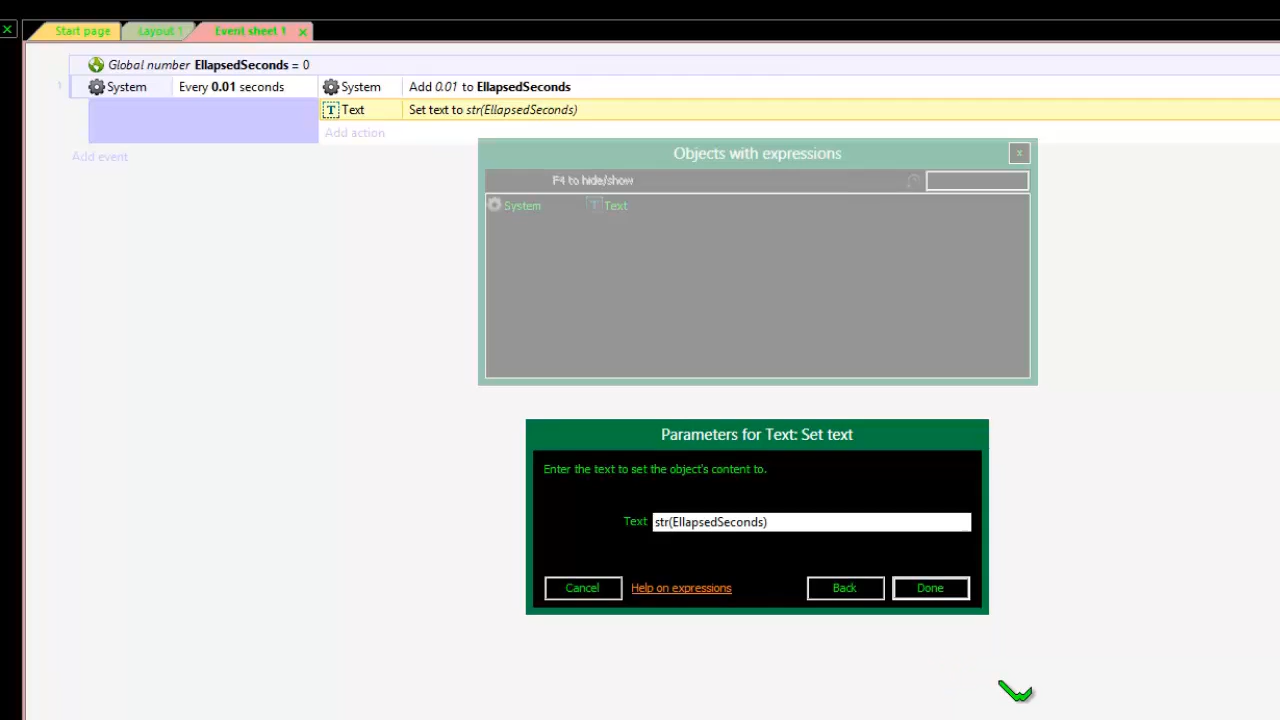 Start page Layout 1 Event sheet 1
Global number EllapsedSeconds = 0
1 System Every 0.01 seconds System Add 0.01 to EllapsedSeconds
Text Set text to str(EllapsedSeconds)
Add action
Add event
Objects with expressions x
F4 to hide/show
System Text
Parameters for Text: Set text
Enter the text to set the object's content to.
Text str(EllapsedSeconds)
Cancel Help on expressions Back Done